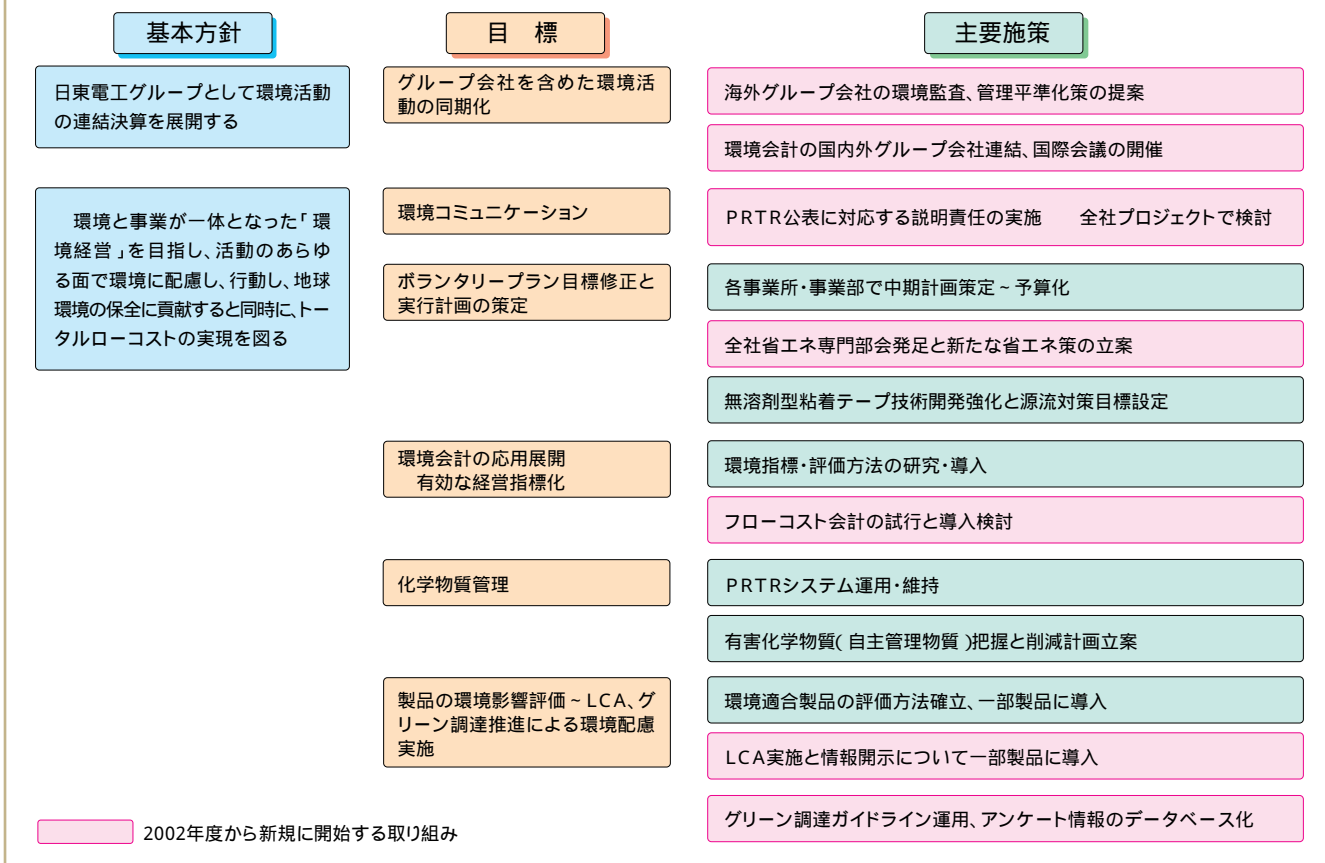 基本方針
目 標
主要施策
日東電工グループとして環境活動
の連結決算を展開する
グループ会社を含めた環境活
動の同期化
海外グループ会社の環境監査、管理平準化策の提案
環境会計の国内外グループ会社連結、国際会議の開催
環境と事業が一体となった「環
境経営」を目指し、活動のあらゆ
る面で環境に配慮し、行動し、地球
環境の保全に貢献すると同時に、トー
タルローコストの実現を図る
環境コミュニケーション
PRTR公表に対応する説明責任の実施 全社プロジェクトで検討
ボランタリープラン目標修正と
実行計画の策定
各事業所・事業部で中期計画策定~予算化
全社省エネ専門部会発足と新たな省エネ策の立案
無溶剤型粘着テープ技術開発強化と源流対策目標設定
環境会計の応用展開
有効な経営指標化
環境指標・評価方法の研究・導入
フローコスト会計の試行と導入検討
化学物質管理
PRTRシステム運用・維持
有害化学物質(自主管理物質)把握と削減計画立案
製品の環境影響評価~LCA、グ
リーン調達推進による環境配慮
実施
環境適合製品の評価方法確立、一部製品に導入
LCA実施と情報開示について一部製品に導入
グリーン調達ガイドライン運用、アンケート情報のデータベース化
2002年度から新規に開始する取り組み